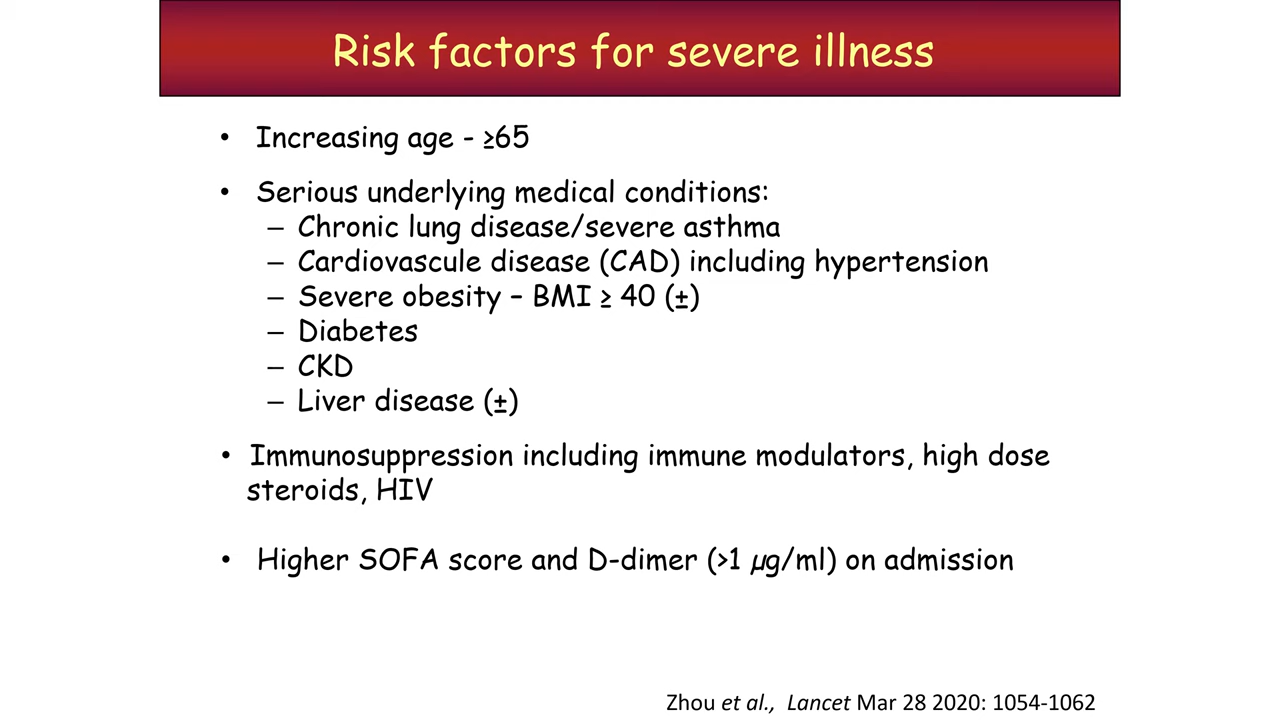 Risk factors for severe illness
• Increasing age - ≥65
• Serious underlying medical conditions:
– Chronic lung disease/severe asthma
– Cardiovascule disease (CAD) including hypertension
– Severe obesity – BMI ≥ 40 (±)
– Diabetes
– CKD
– Liver disease (±)
• Immunosuppression including immune modulators, high dose
steroids, HIV
• Higher SOFA score and D-dimer (>1 µg/ml) on admission
Zhou et al., Lancet Mar 28 2020: 1054-1062